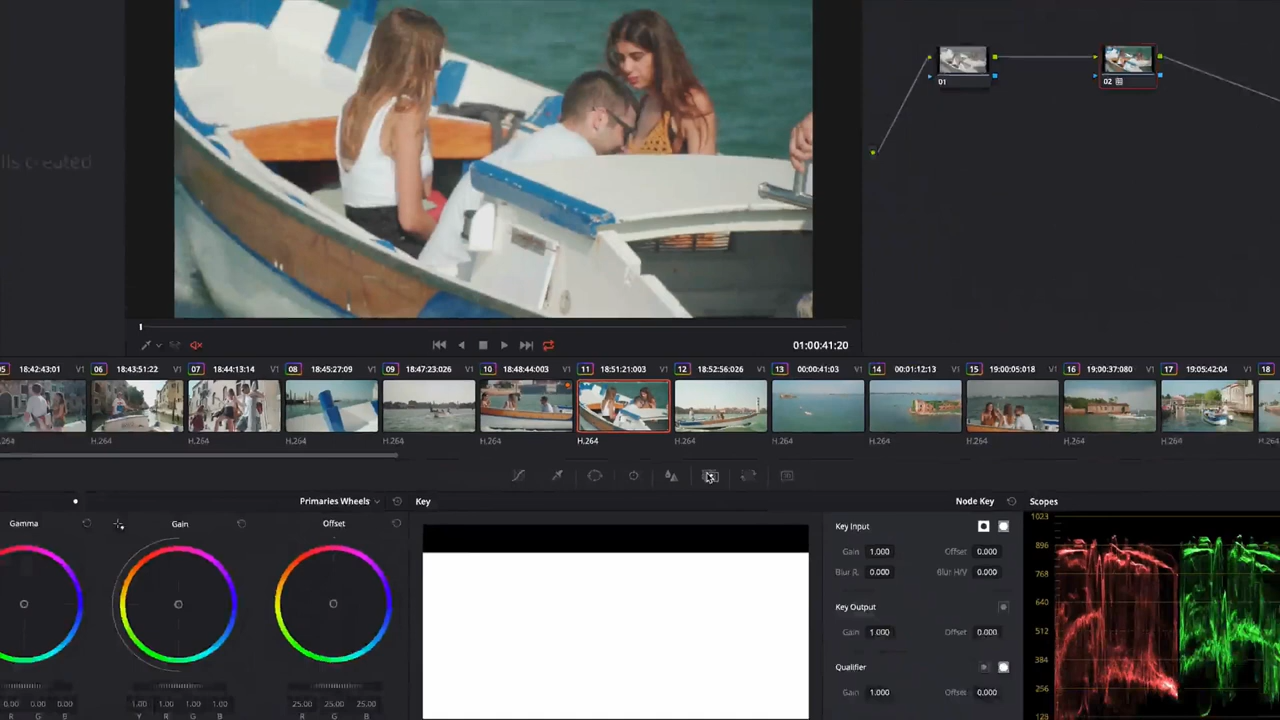 lls created
01
02
01:00:41:20
05 18:42:43:01 V1
06 18:43:51:22 V1
07 18:44:13:14 V1
08 18:45:27:09 V1
09 18:47:23.026 V1
10 18:48:44:003 V1
11 18:51:21:003 V1
12 18:52:56:026 V1
13 00:00:41:03 V1
14 00:01:12:13 V1
15 19:00:05:018 V1
16 19:00:37:080 V1
17 19:05:42:04 V1
18
.264 H.264 H.264 H.264 H.264 H.264 H.264 H.264 H.264 H.264 H.264 H.264 H.264 H.264
Primaries Wheels
Key
Node Key
Scopes
Gamma
Gain
Offset
0.00 0.00 0.00
R G B
1.00 1.00 1.00 1.00
Y R G B
25.00 25.00 25.00
R G B
Key Input
Gain 1.000 Offset 0.000
Blur R. 0.000 Blur H/V 0.000
Key Output
Gain 1.000 Offset 0.000
Qualifier
Gain 1.000 Offset 0.000
1023
896
768
640
512
384
256
128